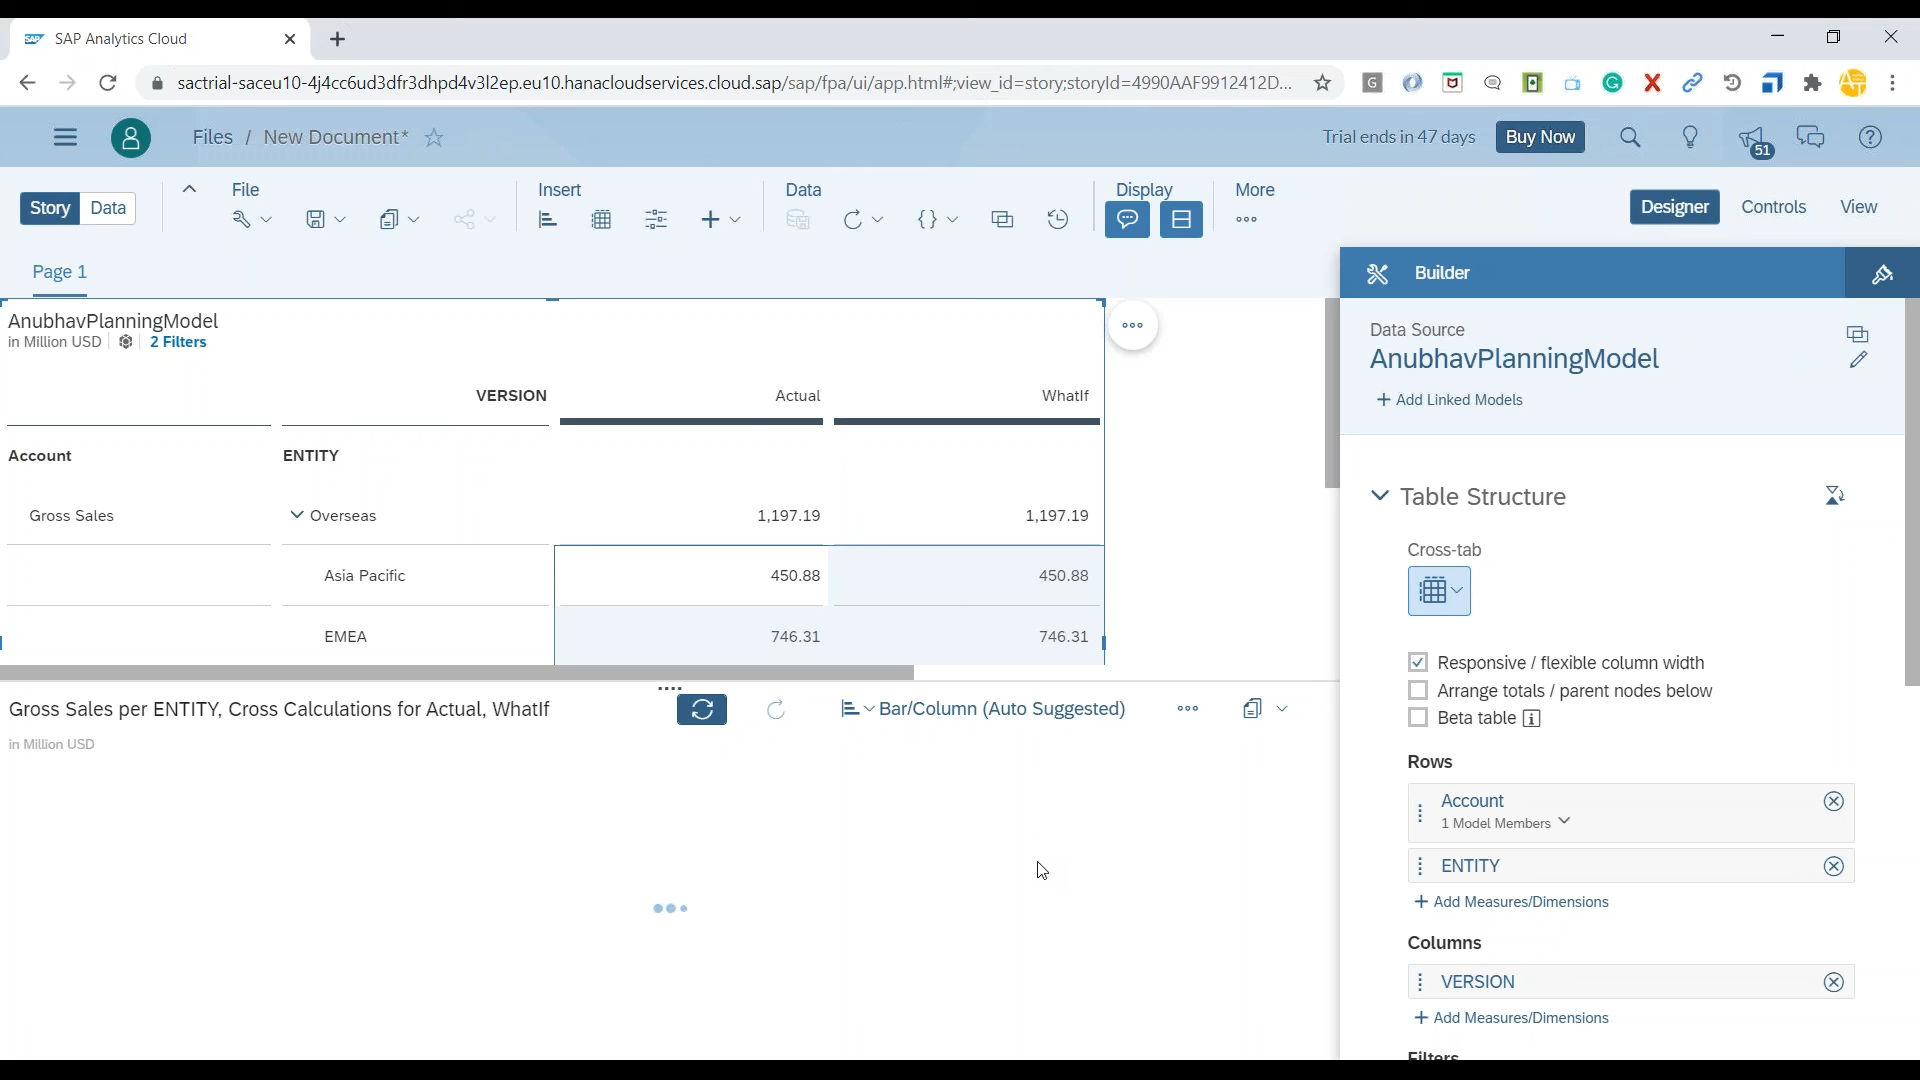 SAP Analytics Cloud
sactrial-saceu10-4j4cc6ud3dfr3dhpd4v3l2ep.eu10.hanacloudservices.cloud.sap/sap/fpa/ui/app.html#;view_id=story;storyId=4990AAF9912412D...
Files / New Document*
Trial ends in 47 days
Buy Now
51
Story
Data
File
Insert
Data
Display
More
Designer
Controls
View
Page 1
Builder
AnubhavPlanningModel
in Million USD
2 Filters
VERSION
Actual
WhatIf
Account
ENTITY
Gross Sales
Overseas
1,197.19
1,197.19
Asia Pacific
450.88
450.88
EMEA
746.31
746.31
Gross Sales per ENTITY, Cross Calculations for Actual, WhatIf
Bar/Column (Auto Suggested)
in Million USD
Data Source
AnubhavPlanningModel
+ Add Linked Models
Table Structure
Cross-tab
Responsive / flexible column width
Arrange totals / parent nodes below
Beta table
Rows
Account
1 Model Members
ENTITY
+ Add Measures/Dimensions
Columns
VERSION
+ Add Measures/Dimensions
Filters